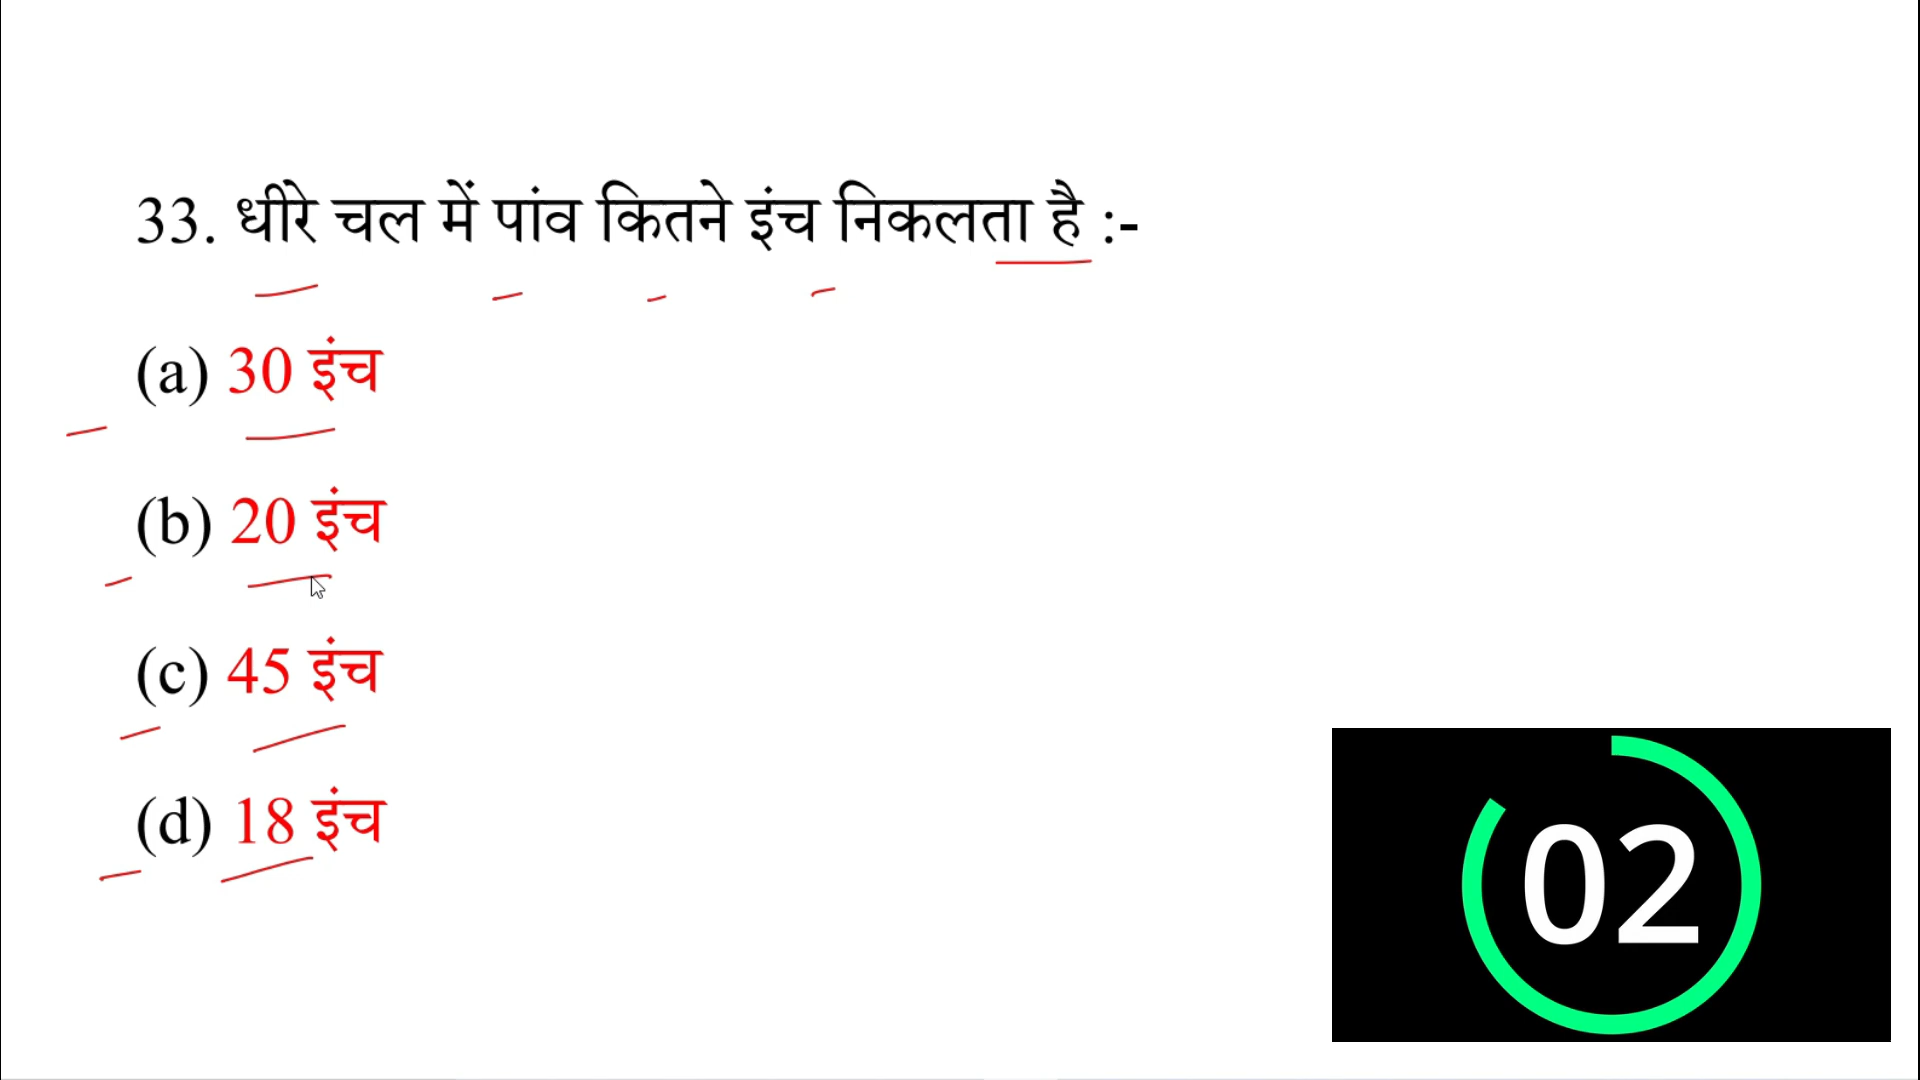 33. धीरे चल में पांव कितने इंच निकलता है :-
(a) 30 इंच
(b) 20 इंच
(c) 45 इंच
(d) 18 इंच
02